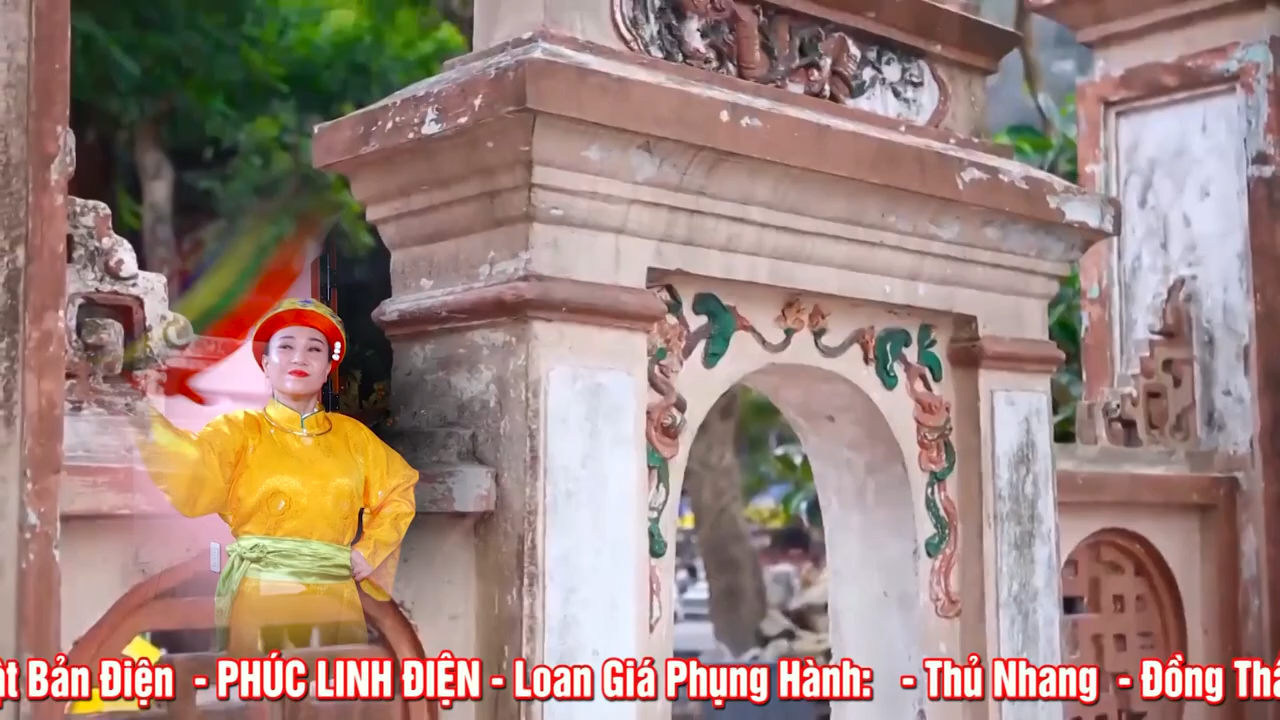 Bản Điện - PHÚC LINH ĐIỆN - Loan Giá Phụng Hành: - Thủ Nhang - Đồng